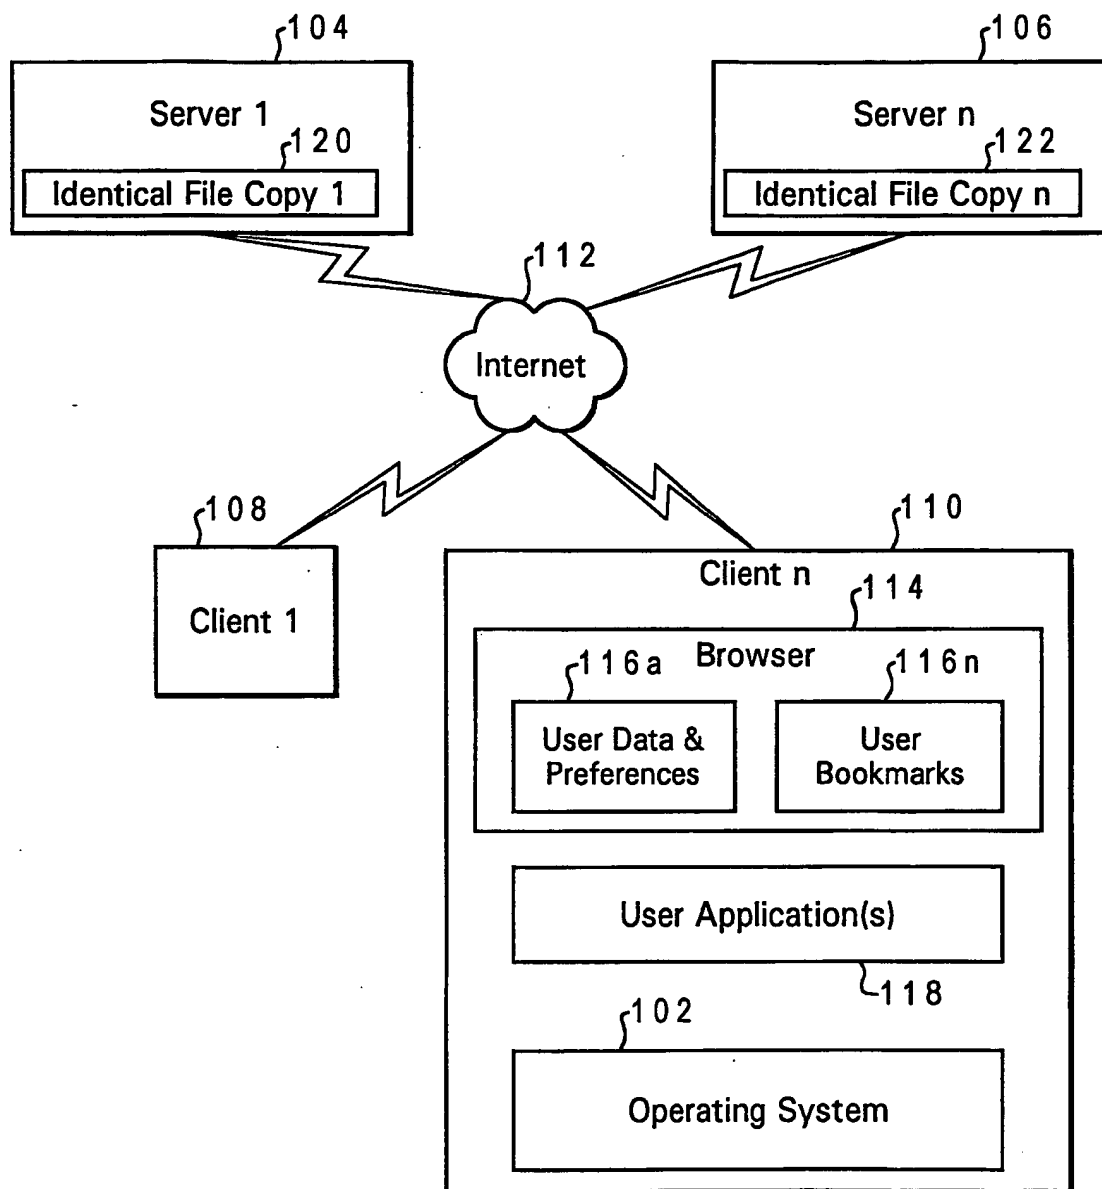 104
106
Server 1
Server n
120
122
Identical File Copy 1
Identical File Copy n
112
Internet
108
110
Client 1
Client n
114
Browser
116a
116n
User Data &
Preferences
User
Bookmarks
User Application(s)
118
102
Operating System